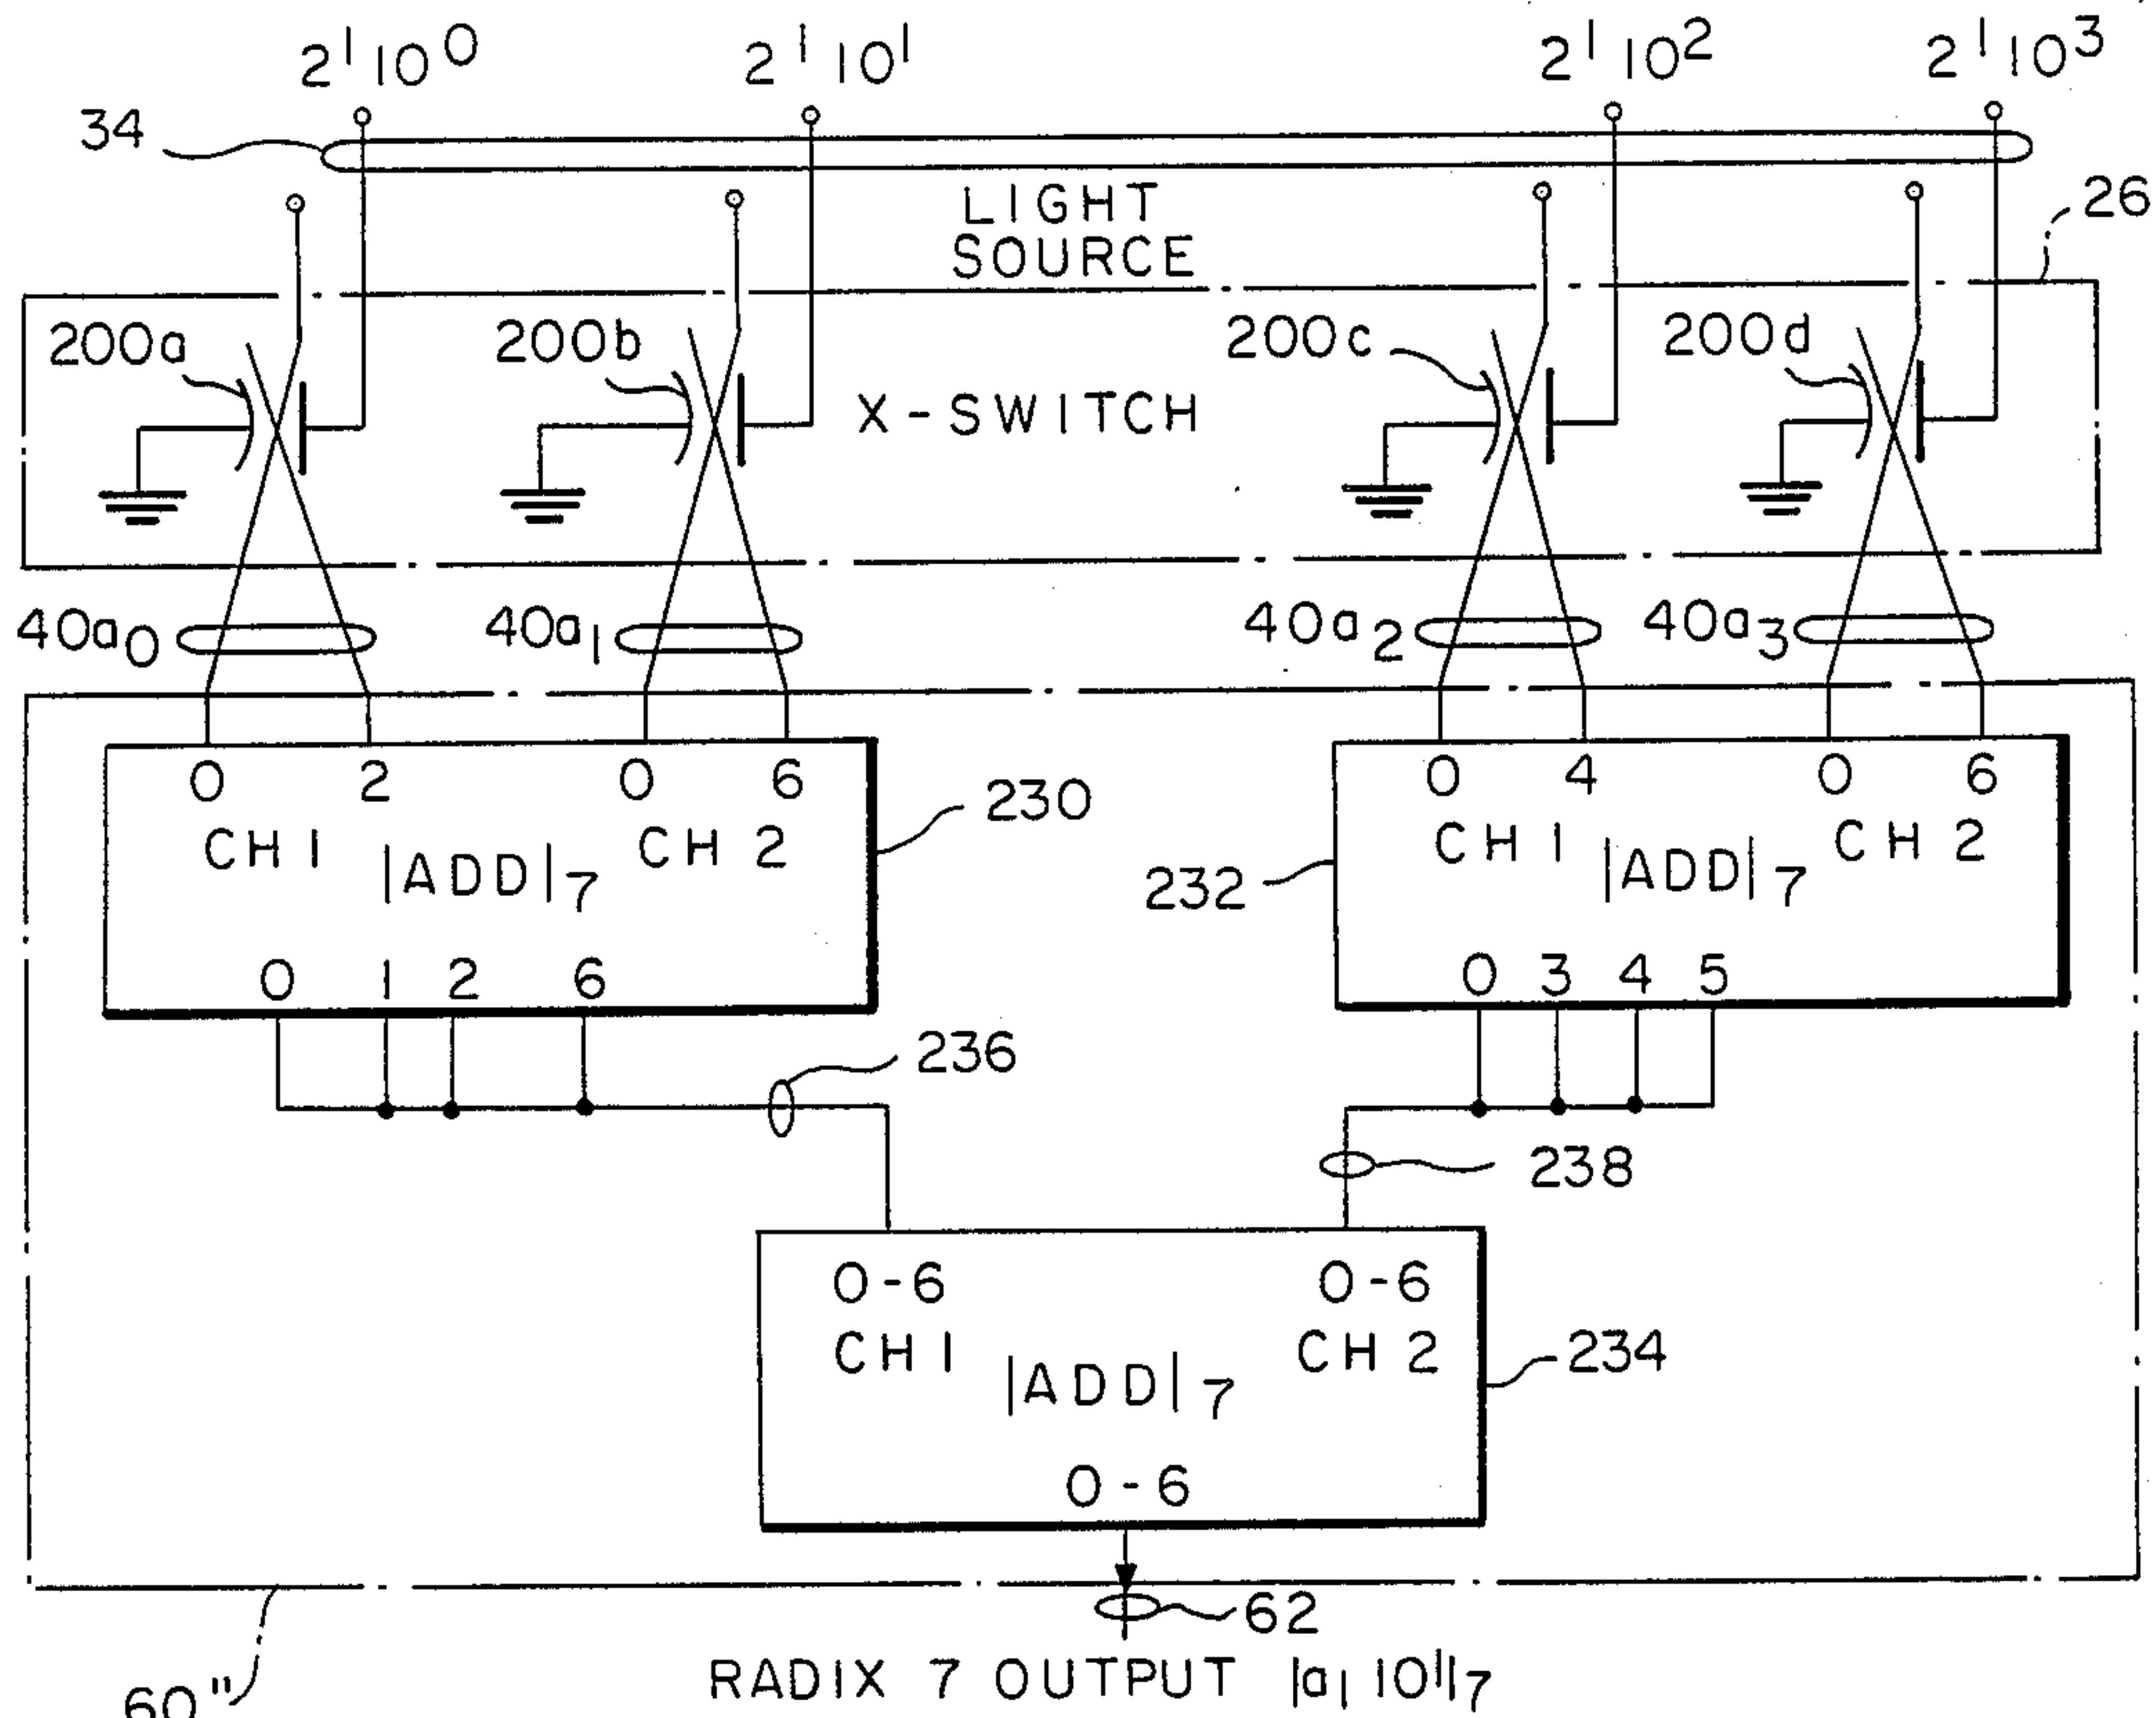 2¹10⁰ 2¹10¹ 2¹10² 2¹10³
34
LIGHT
SOURCE
26
200a 200b 200c 200d
X-SWITCH
40a₀ 40a₁ 40a₂ 40a₃
0 2 0 6 0 4 0 6
CH1 CH2 230 CH1 CH2
|ADD|₇ 232 |ADD|₇
0 1 2 6 0 3 4 5
236
238
0-6 0-6
CH1 CH2 234
|ADD|₇
0-6
62
RADIX 7 OUTPUT |a₁10¹|₇
60"